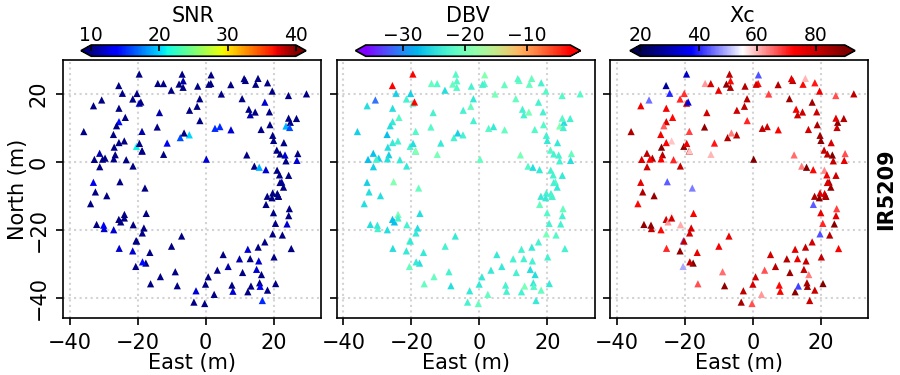 SNR DBV Xc
10 20 30 40 −30 −20 −10 20 40 60 80
20
0
−20
−40
North (m)
−40 −20 0 20 −40 −20 0 20 −40 −20 0 20
East (m) East (m) East (m)
IR5209